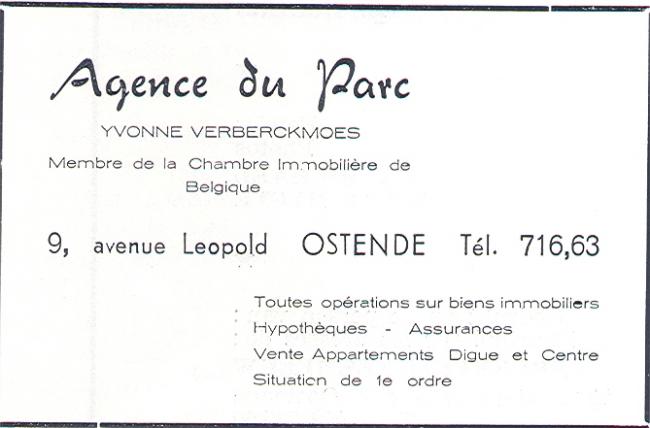 Agence du Parc
YVONNE VERBERCKMOES
Membre de la Chambre Immobilière de
Belgique
9, avenue Leopold OSTENDE Tél. 716,63
Toutes opérations sur biens immobiliers
Hypothèques - Assurances
Vente Appartements Digue et Centre
Situation de 1e ordre